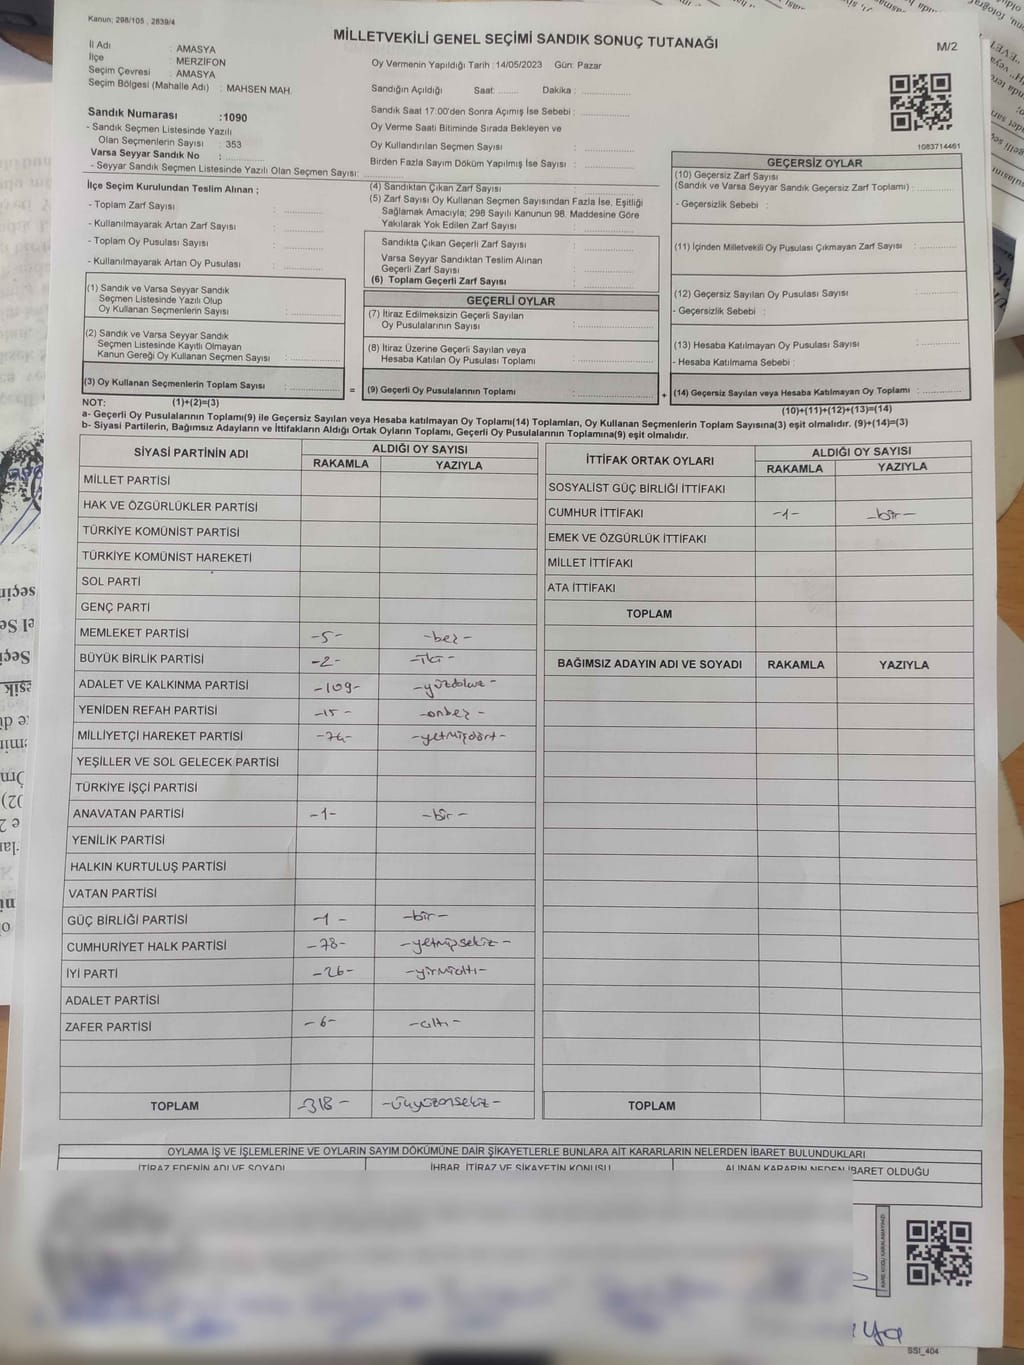 Kanun; 298/105 , 2839/4
MİLLETVEKİLİ GENEL SEÇİMİ SANDIK SONUÇ TUTANAĞI
M/2
İl Adı : AMASYA
İlçe : MERZİFON
Seçim Çevresi : AMASYA
Seçim Bölgesi (Mahalle Adı) : MAHSEN MAH.
Oy Vermenin Yapıldığı Tarih :14/05/2023 Gün: Pazar
Sandığın Açıldığı Saat: ........ Dakika : ..............
Sandık Numarası :1090
- Sandık Seçmen Listesinde Yazılı
Olan Seçmenlerin Sayısı : 353
Varsa Seyyar Sandık No : ..............
- Seyyar Sandık Seçmen Listesinde Yazılı Olan Seçmen Sayısı: ..............
Sandık Saat 17:00'den Sonra Açımış İse Sebebi : ..............
Oy Verme Saati Bitiminde Sırada Bekleyen ve
Oy Kullandırılan Seçmen Sayısı : ..............
Birden Fazla Sayım Döküm Yapılmış İse Sayısı : ..............
1083714461
İlçe Seçim Kurulundan Teslim Alınan ;
- Toplam Zarf Sayısı : ..............
- Kullanılmayarak Artan Zarf Sayısı : ..............
- Toplam Oy Pusulası Sayısı : ..............
- Kullanılmayarak Artan Oy Pusulası : ..............
(1) Sandık ve Varsa Seyyar Sandık
Seçmen Listesinde Yazılı Olup
Oy Kullanan Seçmenlerin Sayısı : ..............
(2) Sandık ve Varsa Seyyar Sandık
Seçmen Listesinde Kayıtlı Olmayan
Kanun Gereği Oy Kullanan Seçmen Sayısı : ..............
(3) Oy Kullanan Seçmenlerin Toplam Sayısı : ..............
(4) Sandıktan Çıkan Zarf Sayısı : ..............
(5) Zarf Sayısı Oy Kullanan Seçmen Sayısından Fazla İse, Eşitliği
Sağlamak Amacıyla; 298 Sayılı Kanunun 98. Maddesine Göre
Yakılarak Yok Edilen Zarf Sayısı : ..............
Sandıkta Çıkan Geçerli Zarf Sayısı : ..............
Varsa Seyyar Sandıktan Teslim Alınan
Geçerli Zarf Sayısı : ..............
(6) Toplam Geçerli Zarf Sayısı : ..............
GEÇERLİ OYLAR
(7) İtiraz Edilmeksizin Geçerli Sayılan
Oy Pusulalarının Sayısı : ..............
(8) İtiraz Üzerine Geçerli Sayılan veya
Hesaba Katılan Oy Pusulası Toplamı : ..............
= (9) Geçerli Oy Pusulalarının Toplamı : ..............
GEÇERSİZ OYLAR
(10) Geçersiz Zarf Sayısı
(Sandık ve Varsa Seyyar Sandık Geçersiz Zarf Toplamı) : ..............
- Geçersizlik Sebebi :
(11) İçinden Milletvekili Oy Pusulası Çıkmayan Zarf Sayısı : ..............
(12) Geçersiz Sayılan Oy Pusulası Sayısı : ..............
- Geçersizlik Sebebi :
(13) Hesaba Katılmayan Oy Pusulası Sayısı : ..............
- Hesaba Katılmama Sebebi :
+ (14) Geçersiz Sayılan veya Hesaba Katılmayan Oy Toplamı : ..............
NOT: (1)+(2)=(3)
(10)+(11)+(12)+(13)=(14)
a- Geçerli Oy Pusulalarının Toplamı(9) ile Geçersiz Sayılan veya Hesaba katılmayan Oy Toplamı(14) Toplamları, Oy Kullanan Seçmenlerin Toplam Sayısına(3) eşit olmalıdır. (9)+(14)=(3)
b- Siyasi Partilerin, Bağımsız Adayların ve İttifakların Aldığı Ortak Oyların Toplamı, Geçerli Oy Pusulalarının Toplamına(9) eşit olmalıdır.
SİYASİ PARTİNİN ADI ALDIĞI OY SAYISI
RAKAMLA YAZIYLA
MİLLET PARTİSİ
HAK VE ÖZGÜRLÜKLER PARTİSİ
TÜRKİYE KOMÜNİST PARTİSİ
TÜRKİYE KOMÜNİST HAREKETİ
SOL PARTİ
GENÇ PARTİ
MEMLEKET PARTİSİ -5- -beş-
BÜYÜK BİRLİK PARTİSİ -2- -iki-
ADALET VE KALKINMA PARTİSİ -109- -yüzdokuz-
YENİDEN REFAH PARTİSİ -15- -onbeş-
MİLLİYETÇİ HAREKET PARTİSİ -74- -yetmişdört-
YEŞİLLER VE SOL GELECEK PARTİSİ
TÜRKİYE İŞÇİ PARTİSİ
ANAVATAN PARTİSİ -1- -bir-
YENİLİK PARTİSİ
HALKIN KURTULUŞ PARTİSİ
VATAN PARTİSİ
GÜÇ BİRLİĞİ PARTİSİ -1- -bir-
CUMHURİYET HALK PARTİSİ -78- -yetmişsekiz-
İYİ PARTİ -26- -yirmialtı-
ADALET PARTİSİ
ZAFER PARTİSİ -6- -altı-
TOPLAM -318- -üçyüzonsekiz-
İTTİFAK ORTAK OYLARI ALDIĞI OY SAYISI
RAKAMLA YAZIYLA
SOSYALİST GÜÇ BİRLİĞİ İTTİFAKI
CUMHUR İTTİFAKI -1- -bir-
EMEK VE ÖZGÜRLÜK İTTİFAKI
MİLLET İTTİFAKI
ATA İTTİFAKI
TOPLAM
BAĞIMSIZ ADAYIN ADI VE SOYADI RAKAMLA YAZIYLA
TOPLAM
OYLAMA İŞ VE İŞLEMLERİNE VE OYLARIN SAYIM DÖKÜMÜNE DAİR ŞİKAYETLERLE BUNLARA AİT KARARLARIN NELERDEN İBARET BULUNDUKLARI
İTİRAZ EDENİN ADI VE SOYADI İHBAR, İTİRAZ VE ŞİKAYETİN KONUSU ALINAN KARARIN NEDEN İBARET OLDUĞU
SSI_404